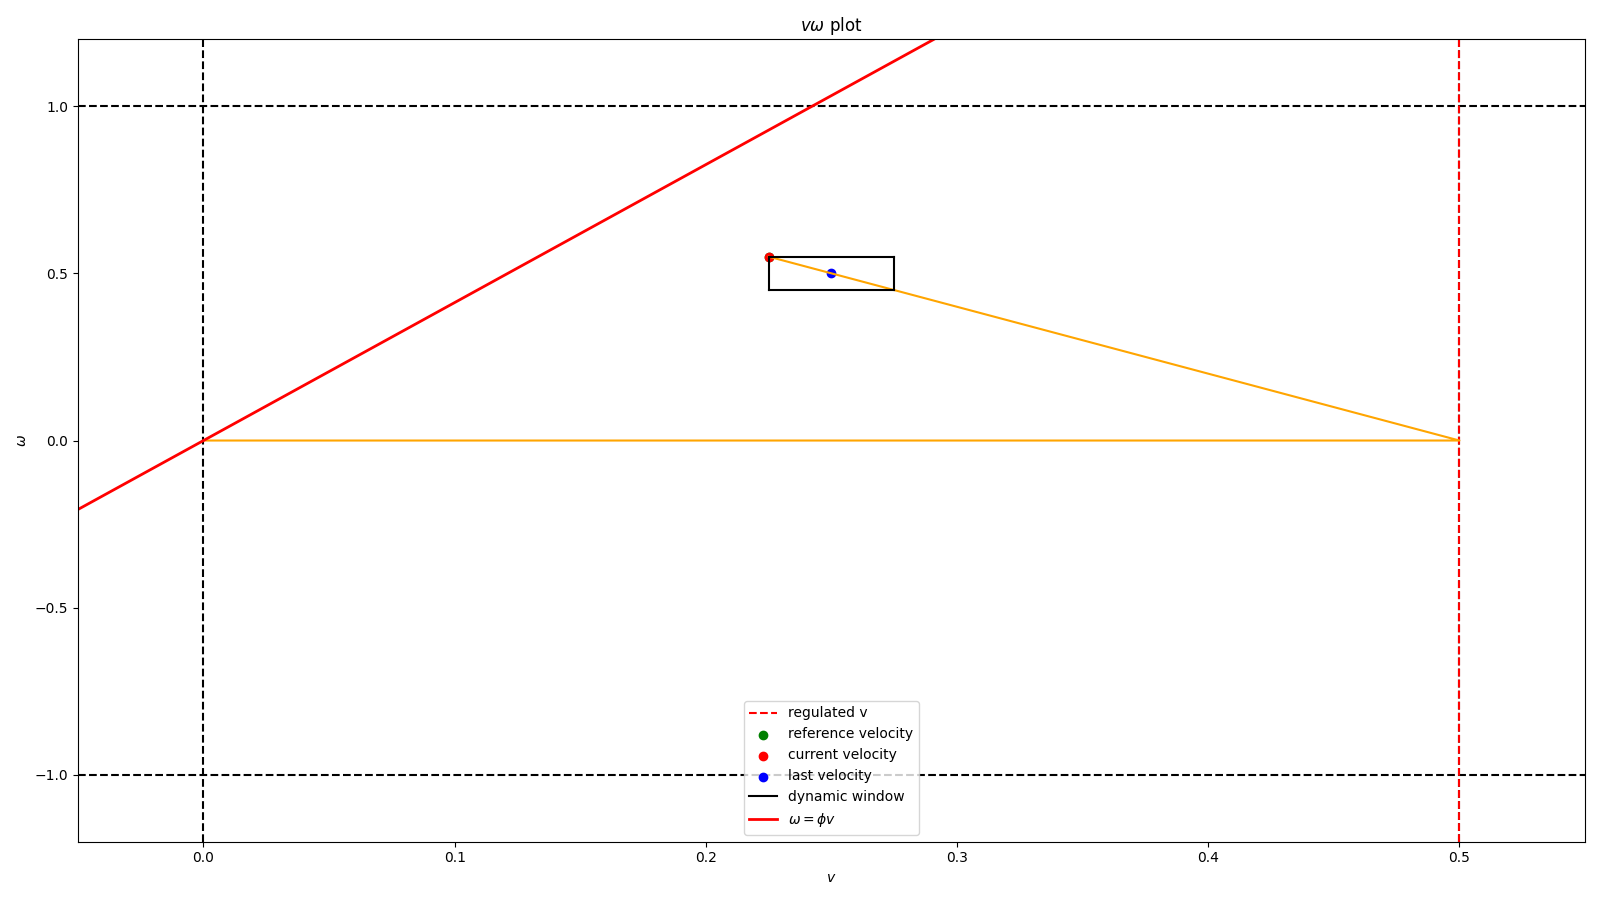 vω plot
1.0
0.5
0.0
−0.5
−1.0
ω
0.0 0.1 0.2 0.3 0.4 0.5
v
regulated v
reference velocity
current velocity
last velocity
dynamic window
ω = ϕv